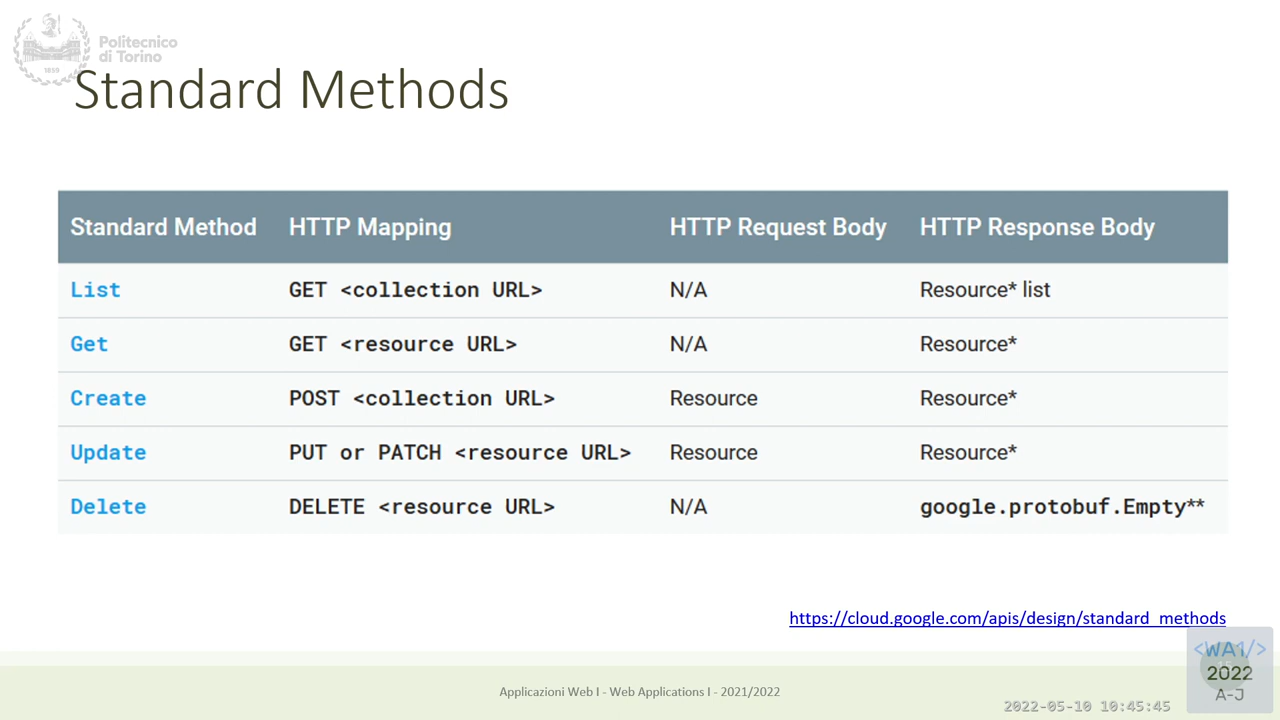 Politecnico
di Torino
1859
Standard Methods
Standard Method HTTP Mapping HTTP Request Body HTTP Response Body
List GET <collection URL> N/A Resource* list
Get GET <resource URL> N/A Resource*
Create POST <collection URL> Resource Resource*
Update PUT or PATCH <resource URL> Resource Resource*
Delete DELETE <resource URL> N/A google.protobuf.Empty**
https://cloud.google.com/apis/design/standard_methods
Applicazioni Web I - Web Applications I - 2021/2022
2022-05-10 10:45:45
<WA1/>
2022
A-J